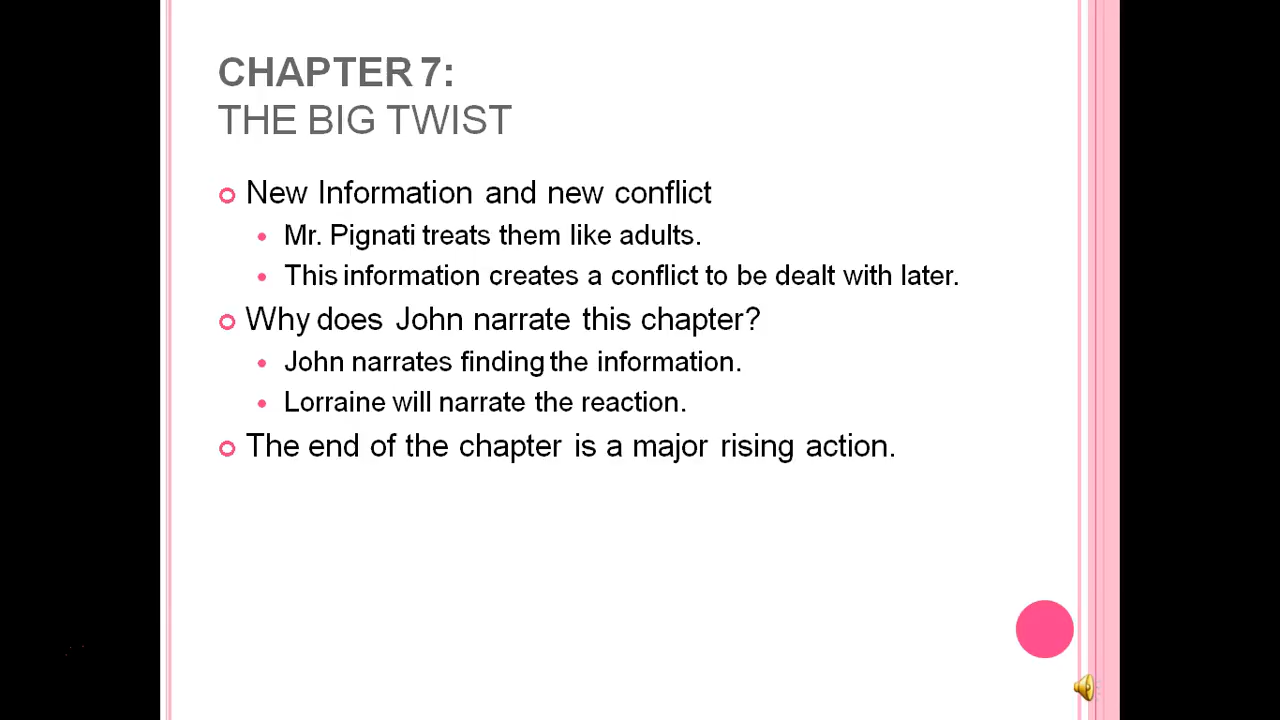 CHAPTER 7:
THE BIG TWIST
New Information and new conflict
Mr. Pignati treats them like adults.
This information creates a conflict to be dealt with later.
Why does John narrate this chapter?
John narrates finding the information.
Lorraine will narrate the reaction.
The end of the chapter is a major rising action.